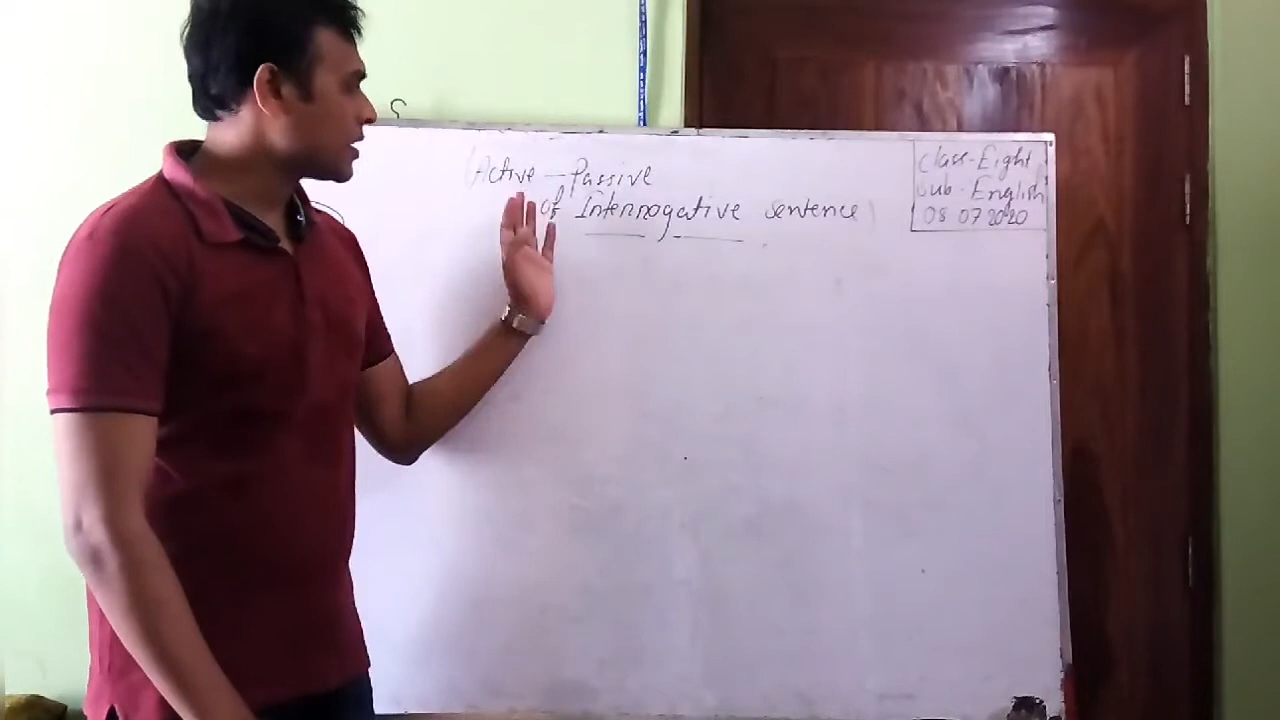 (Active - Passive
of Interrogative sentence)
Class-Eight
Sub - English
08 07 2020